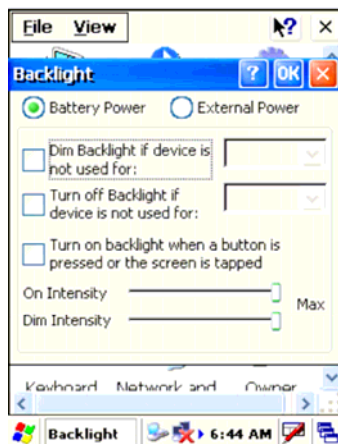 File View ? ×
Backlight ? OK ×
Battery Power External Power
Dim Backlight if device is
not used for:
Turn off Backlight if
device is not used for:
Turn on backlight when a button is
pressed or the screen is tapped
On Intensity
Max
Dim Intensity
Keyboard Network and Owner
Backlight 6:44 AM